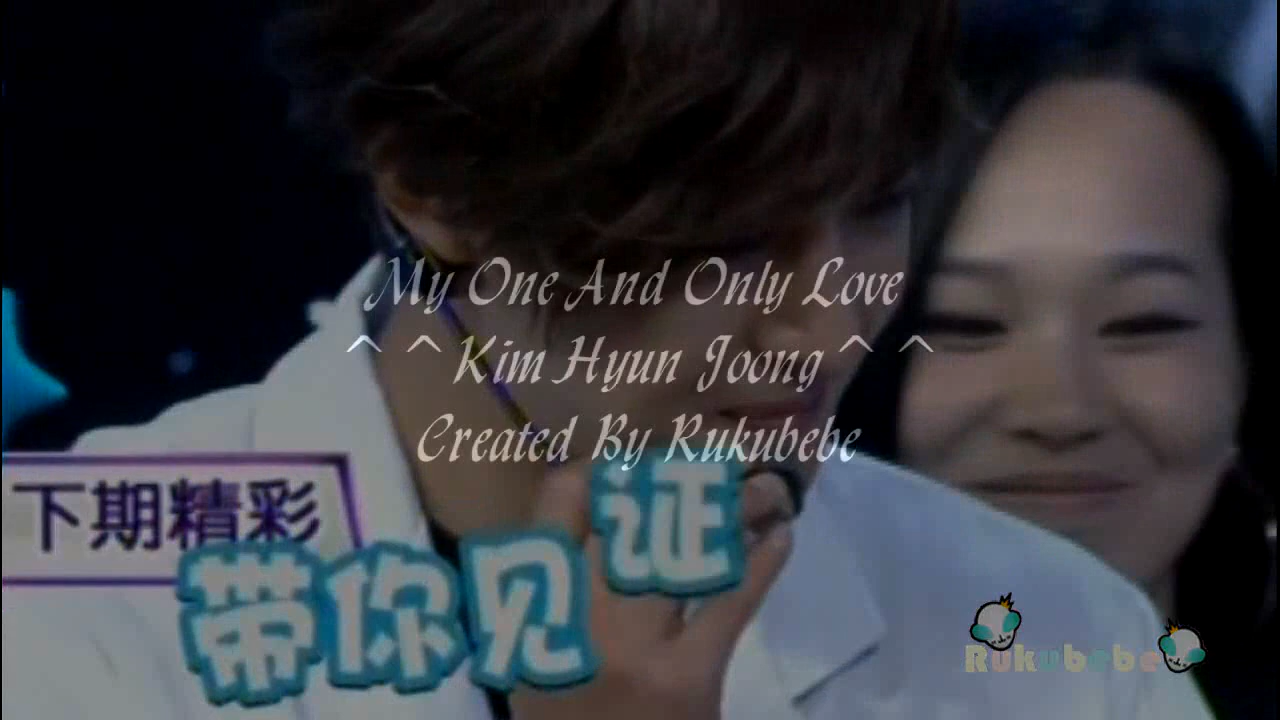 My One And Only Love
^ ^ Kim Hyun Joong ^ ^
Created By Rukubebe
下期精彩
带你见证
Rukubebe